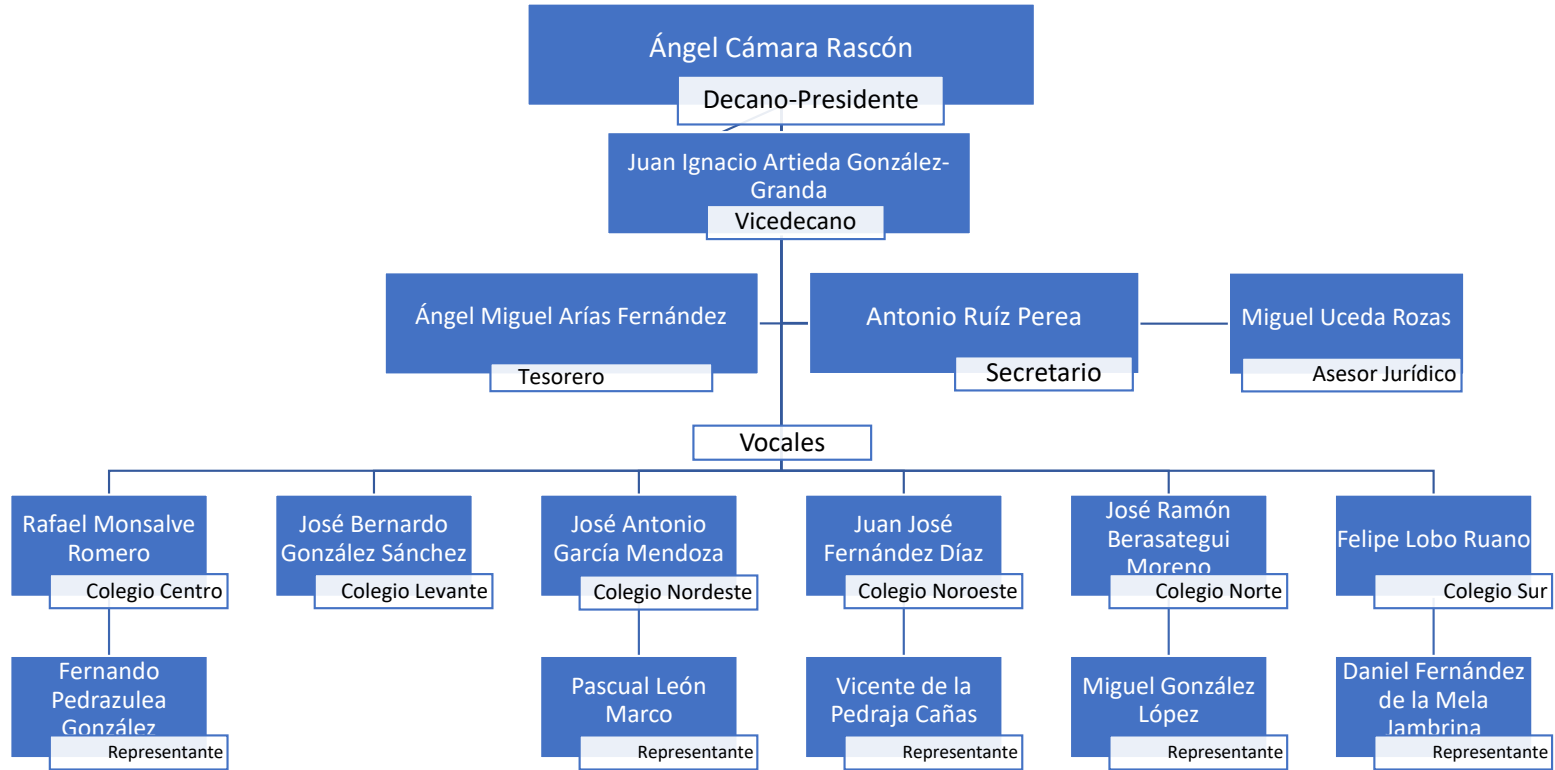 Ángel Cámara Rascón
Decano-Presidente
Juan Ignacio Artieda González-
Granda
Vicedecano
Ángel Miguel Arías Fernández
Tesorero
Antonio Ruíz Perea
Secretario
Miguel Uceda Rozas
Asesor Jurídico
Vocales
Rafael Monsalve
Romero
Colegio Centro
José Bernardo
González Sánchez
Colegio Levante
José Antonio
García Mendoza
Colegio Nordeste
Juan José
Fernández Díaz
Colegio Noroeste
José Ramón
Berasategui
Moreno
Colegio Norte
Felipe Lobo Ruano
Colegio Sur
Fernando
Pedrazulea
González
Representante
Pascual León
Marco
Representante
Vicente de la
Pedraja Cañas
Representante
Miguel González
López
Representante
Daniel Fernández
de la Mela
Jambrina
Representante